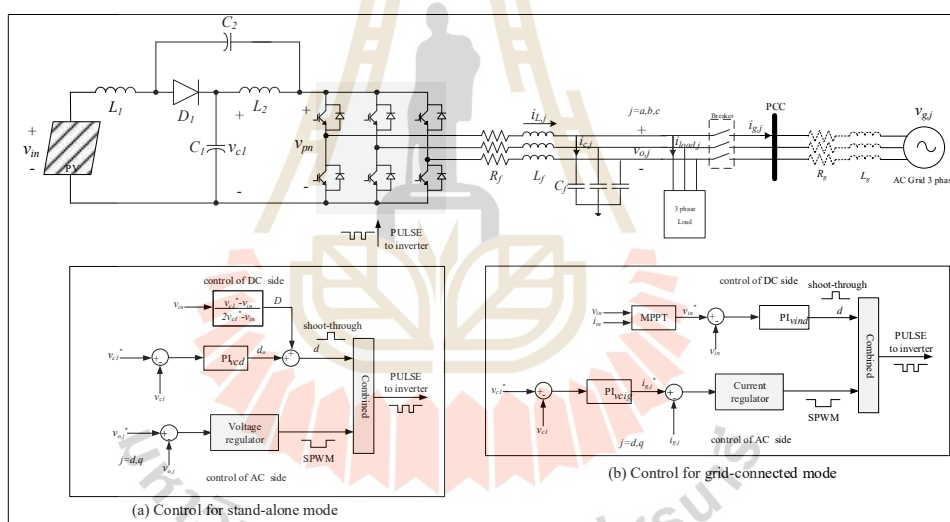 C2
L1
D1
L2
+
vin
-
PV
C1
+
vc1
-
+
vpn
-
iL,j
Rf
Lf
ic,j
Cf
j=a,b,c
+
vo,j
-
iload,j
3 phase
Load
Breaker
ig,j
PCC
Rg
Lg
vg,j
AC Grid 3 phase
PULSE
to inverter
control of DC side
vin
vc1*-vin
2vc1*-vin
D
shoot-through
vc1*
+
-
vc1
PIvcd
do
+
+
d
Combined
PULSE
to inverter
vo,j*
+
-
vo,j
j=d,q
Voltage
regulator
SPWM
control of AC side
(a) Control for stand-alone mode
control of DC side
shoot-through
vin
iin
MPPT
vin*
+
-
vin
PIvind
d
Combined
PULSE
to inverter
vc1*
+
-
vc1
PIvcig
ig,j*
+
-
ig,j
Current
regulator
SPWM
j=d,q
control of AC side
(b) Control for grid-connected mode